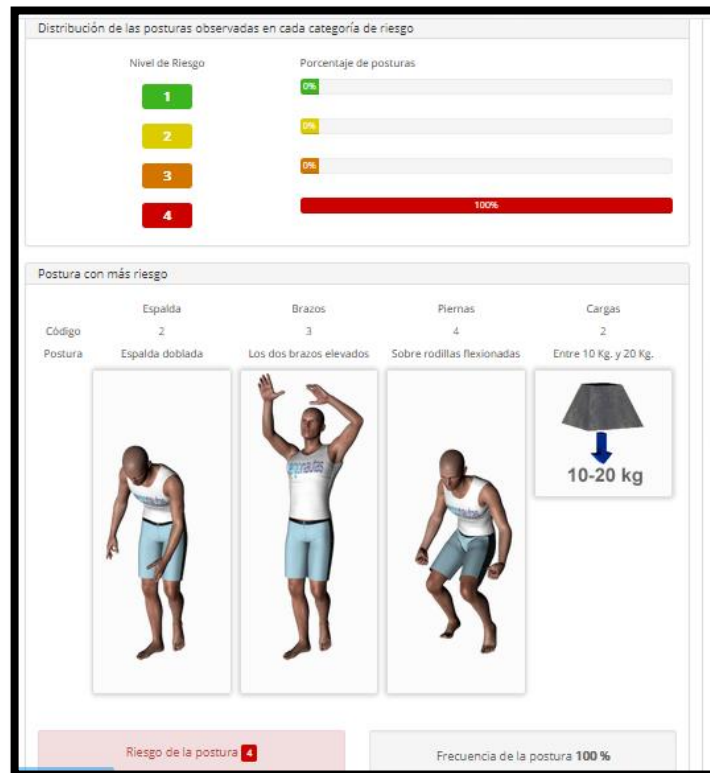 Distribución de las posturas observadas en cada categoría de riesgo
Nivel de Riesgo Porcentaje de posturas
1 0%
2 0%
3 0%
4 100%
Postura con más riesgo
Espalda Brazos Piernas Cargas
Código 2 3 4 2
Postura Espalda doblada Los dos brazos elevados Sobre rodillas flexionadas Entre 10 Kg. y 20 Kg.
10-20 kg
Riesgo de la postura 4
Frecuencia de la postura 100 %